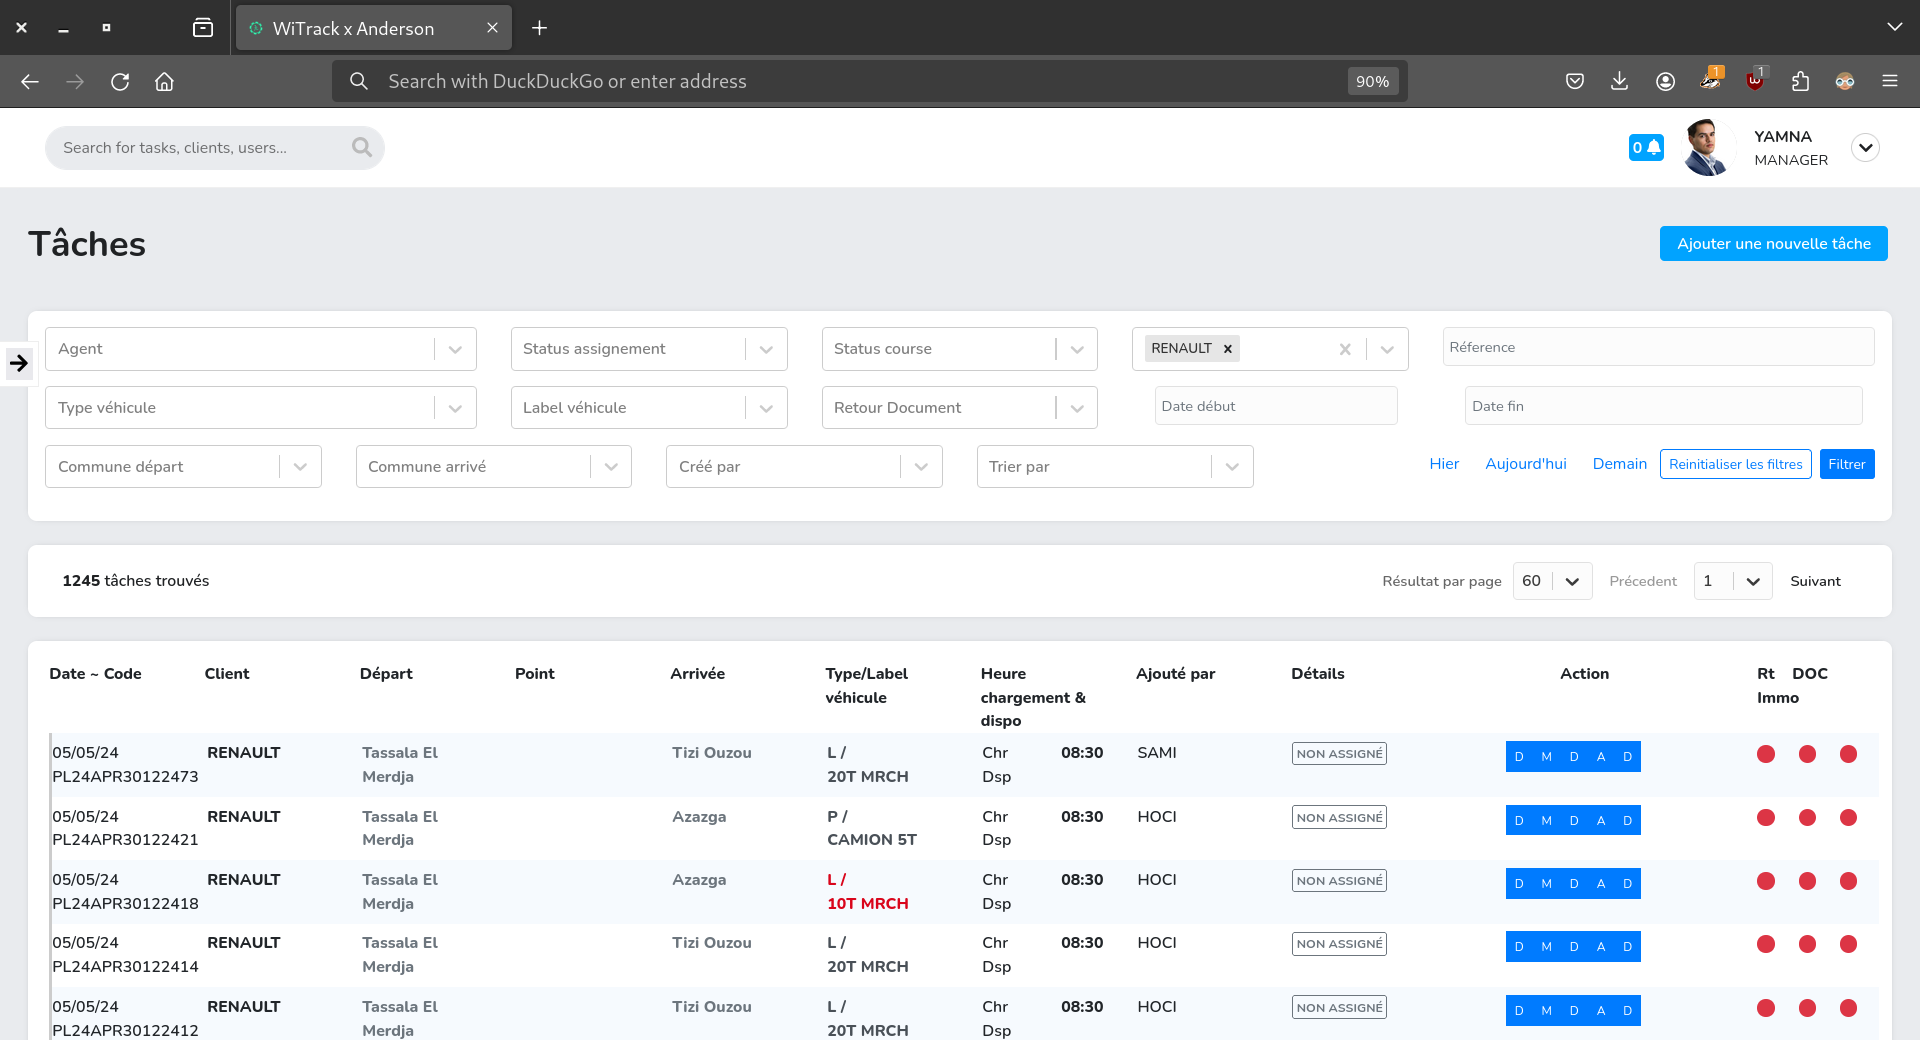 WiTrack x Anderson
Search with DuckDuckGo or enter address
90%
1
1
Search for tasks, clients, users...
0
YAMNA
MANAGER
Tâches
Ajouter une nouvelle tâche
Agent
Status assignement
Status course
RENAULT
Réference
Type véhicule
Label véhicule
Retour Document
Date début
Date fin
Commune départ
Commune arrivé
Créé par
Trier par
Hier
Aujourd'hui
Demain
Reinitialiser les filtres
Filtrer
1245 tâches trouvés
Résultat par page
60
Précedent
1
Suivant
Date ~ Code
Client
Départ
Point
Arrivée
Type/Label
véhicule
Heure
chargement &
dispo
Ajouté par
Détails
Action
Rt
Immo
DOC
05/05/24
PL24APR30122473
RENAULT
Tassala El
Merdja
Tizi Ouzou
L /
20T MRCH
Chr 08:30
Dsp
SAMI
NON ASSIGNÉ
D M D A D
05/05/24
PL24APR30122421
RENAULT
Tassala El
Merdja
Azazga
P /
CAMION 5T
Chr 08:30
Dsp
HOCI
NON ASSIGNÉ
D M D A D
05/05/24
PL24APR30122418
RENAULT
Tassala El
Merdja
Azazga
L /
10T MRCH
Chr 08:30
Dsp
HOCI
NON ASSIGNÉ
D M D A D
05/05/24
PL24APR30122414
RENAULT
Tassala El
Merdja
Tizi Ouzou
L /
20T MRCH
Chr 08:30
Dsp
HOCI
NON ASSIGNÉ
D M D A D
05/05/24
PL24APR30122412
RENAULT
Tassala El
Merdja
Tizi Ouzou
L /
20T MRCH
Chr 08:30
Dsp
HOCI
NON ASSIGNÉ
D M D A D